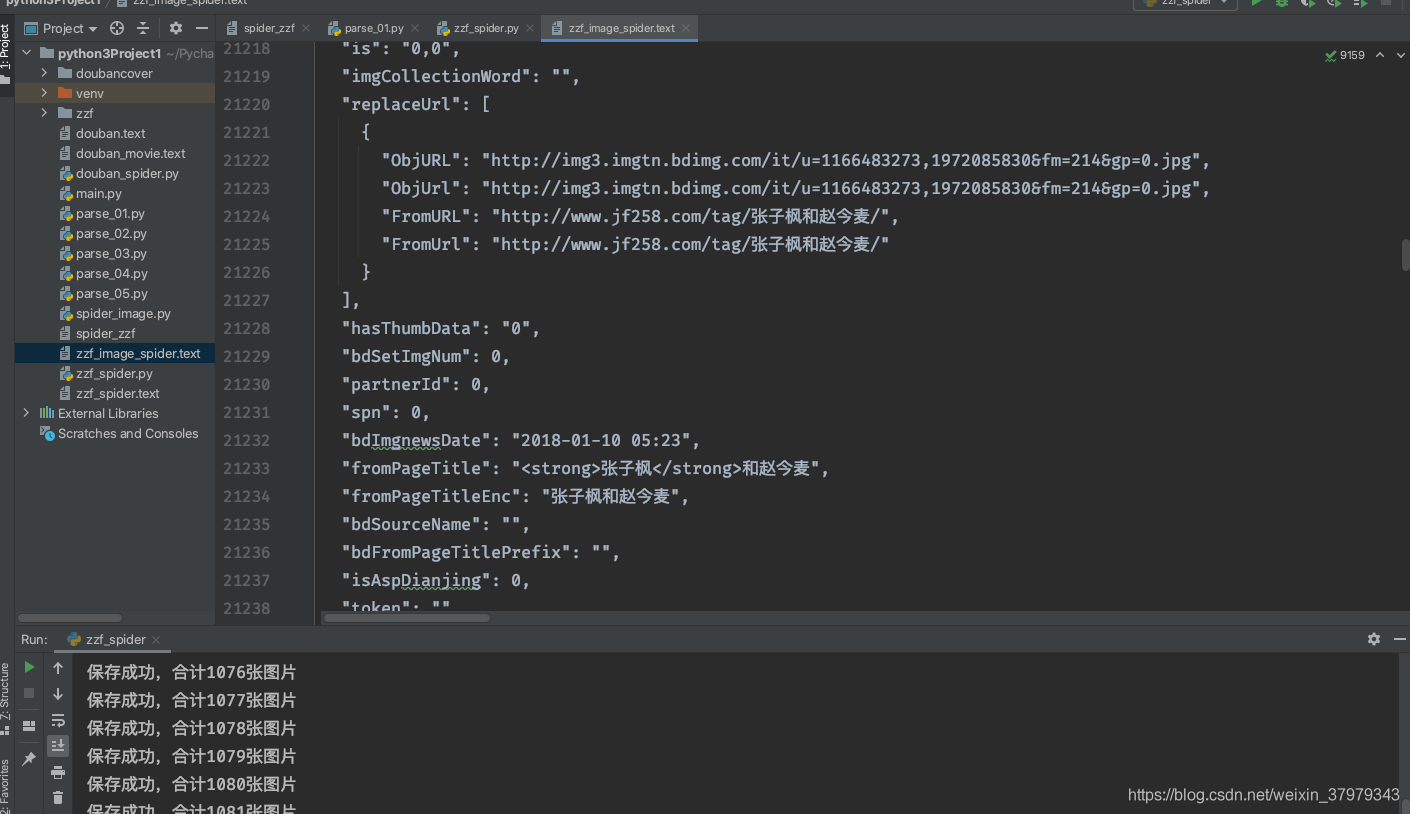 python3Project1 zzf_image_spider.text
zzf_spider
Project
spider_zzf
parse_01.py
zzf_spider.py
zzf_image_spider.text
1: Project
python3Project1 ~/Pycha
doubancover
venv
zzf
douban.text
douban_movie.text
douban_spider.py
main.py
parse_01.py
parse_02.py
parse_03.py
parse_04.py
parse_05.py
spider_image.py
spider_zzf
zzf_image_spider.text
zzf_spider.py
zzf_spider.text
External Libraries
Scratches and Consoles
9159
21218 "is": "0,0",
21219 "imgCollectionWord": "",
21220 "replaceUrl": [
21221 {
21222 "ObjURL": "http://img3.imgtn.bdimg.com/it/u=1166483273,1972085830&fm=214&gp=0.jpg",
21223 "ObjUrl": "http://img3.imgtn.bdimg.com/it/u=1166483273,1972085830&fm=214&gp=0.jpg",
21224 "FromURL": "http://www.jf258.com/tag/张子枫和赵今麦/",
21225 "FromUrl": "http://www.jf258.com/tag/张子枫和赵今麦/"
21226 }
21227 ],
21228 "hasThumbData": "0",
21229 "bdSetImgNum": 0,
21230 "partnerId": 0,
21231 "spn": 0,
21232 "bdImgnewsDate": "2018-01-10 05:23",
21233 "fromPageTitle": "<strong>张子枫</strong>和赵今麦",
21234 "fromPageTitleEnc": "张子枫和赵今麦",
21235 "bdSourceName": "",
21236 "bdFromPageTitlePrefix": "",
21237 "isAspDianjing": 0,
21238 "token": ""
Run: zzf_spider
保存成功，合计1076张图片
保存成功，合计1077张图片
保存成功，合计1078张图片
保存成功，合计1079张图片
保存成功，合计1080张图片
保存成功，合计1081张图片
Z: Structure
2: Favorites
https://blog.csdn.net/weixin_37979343